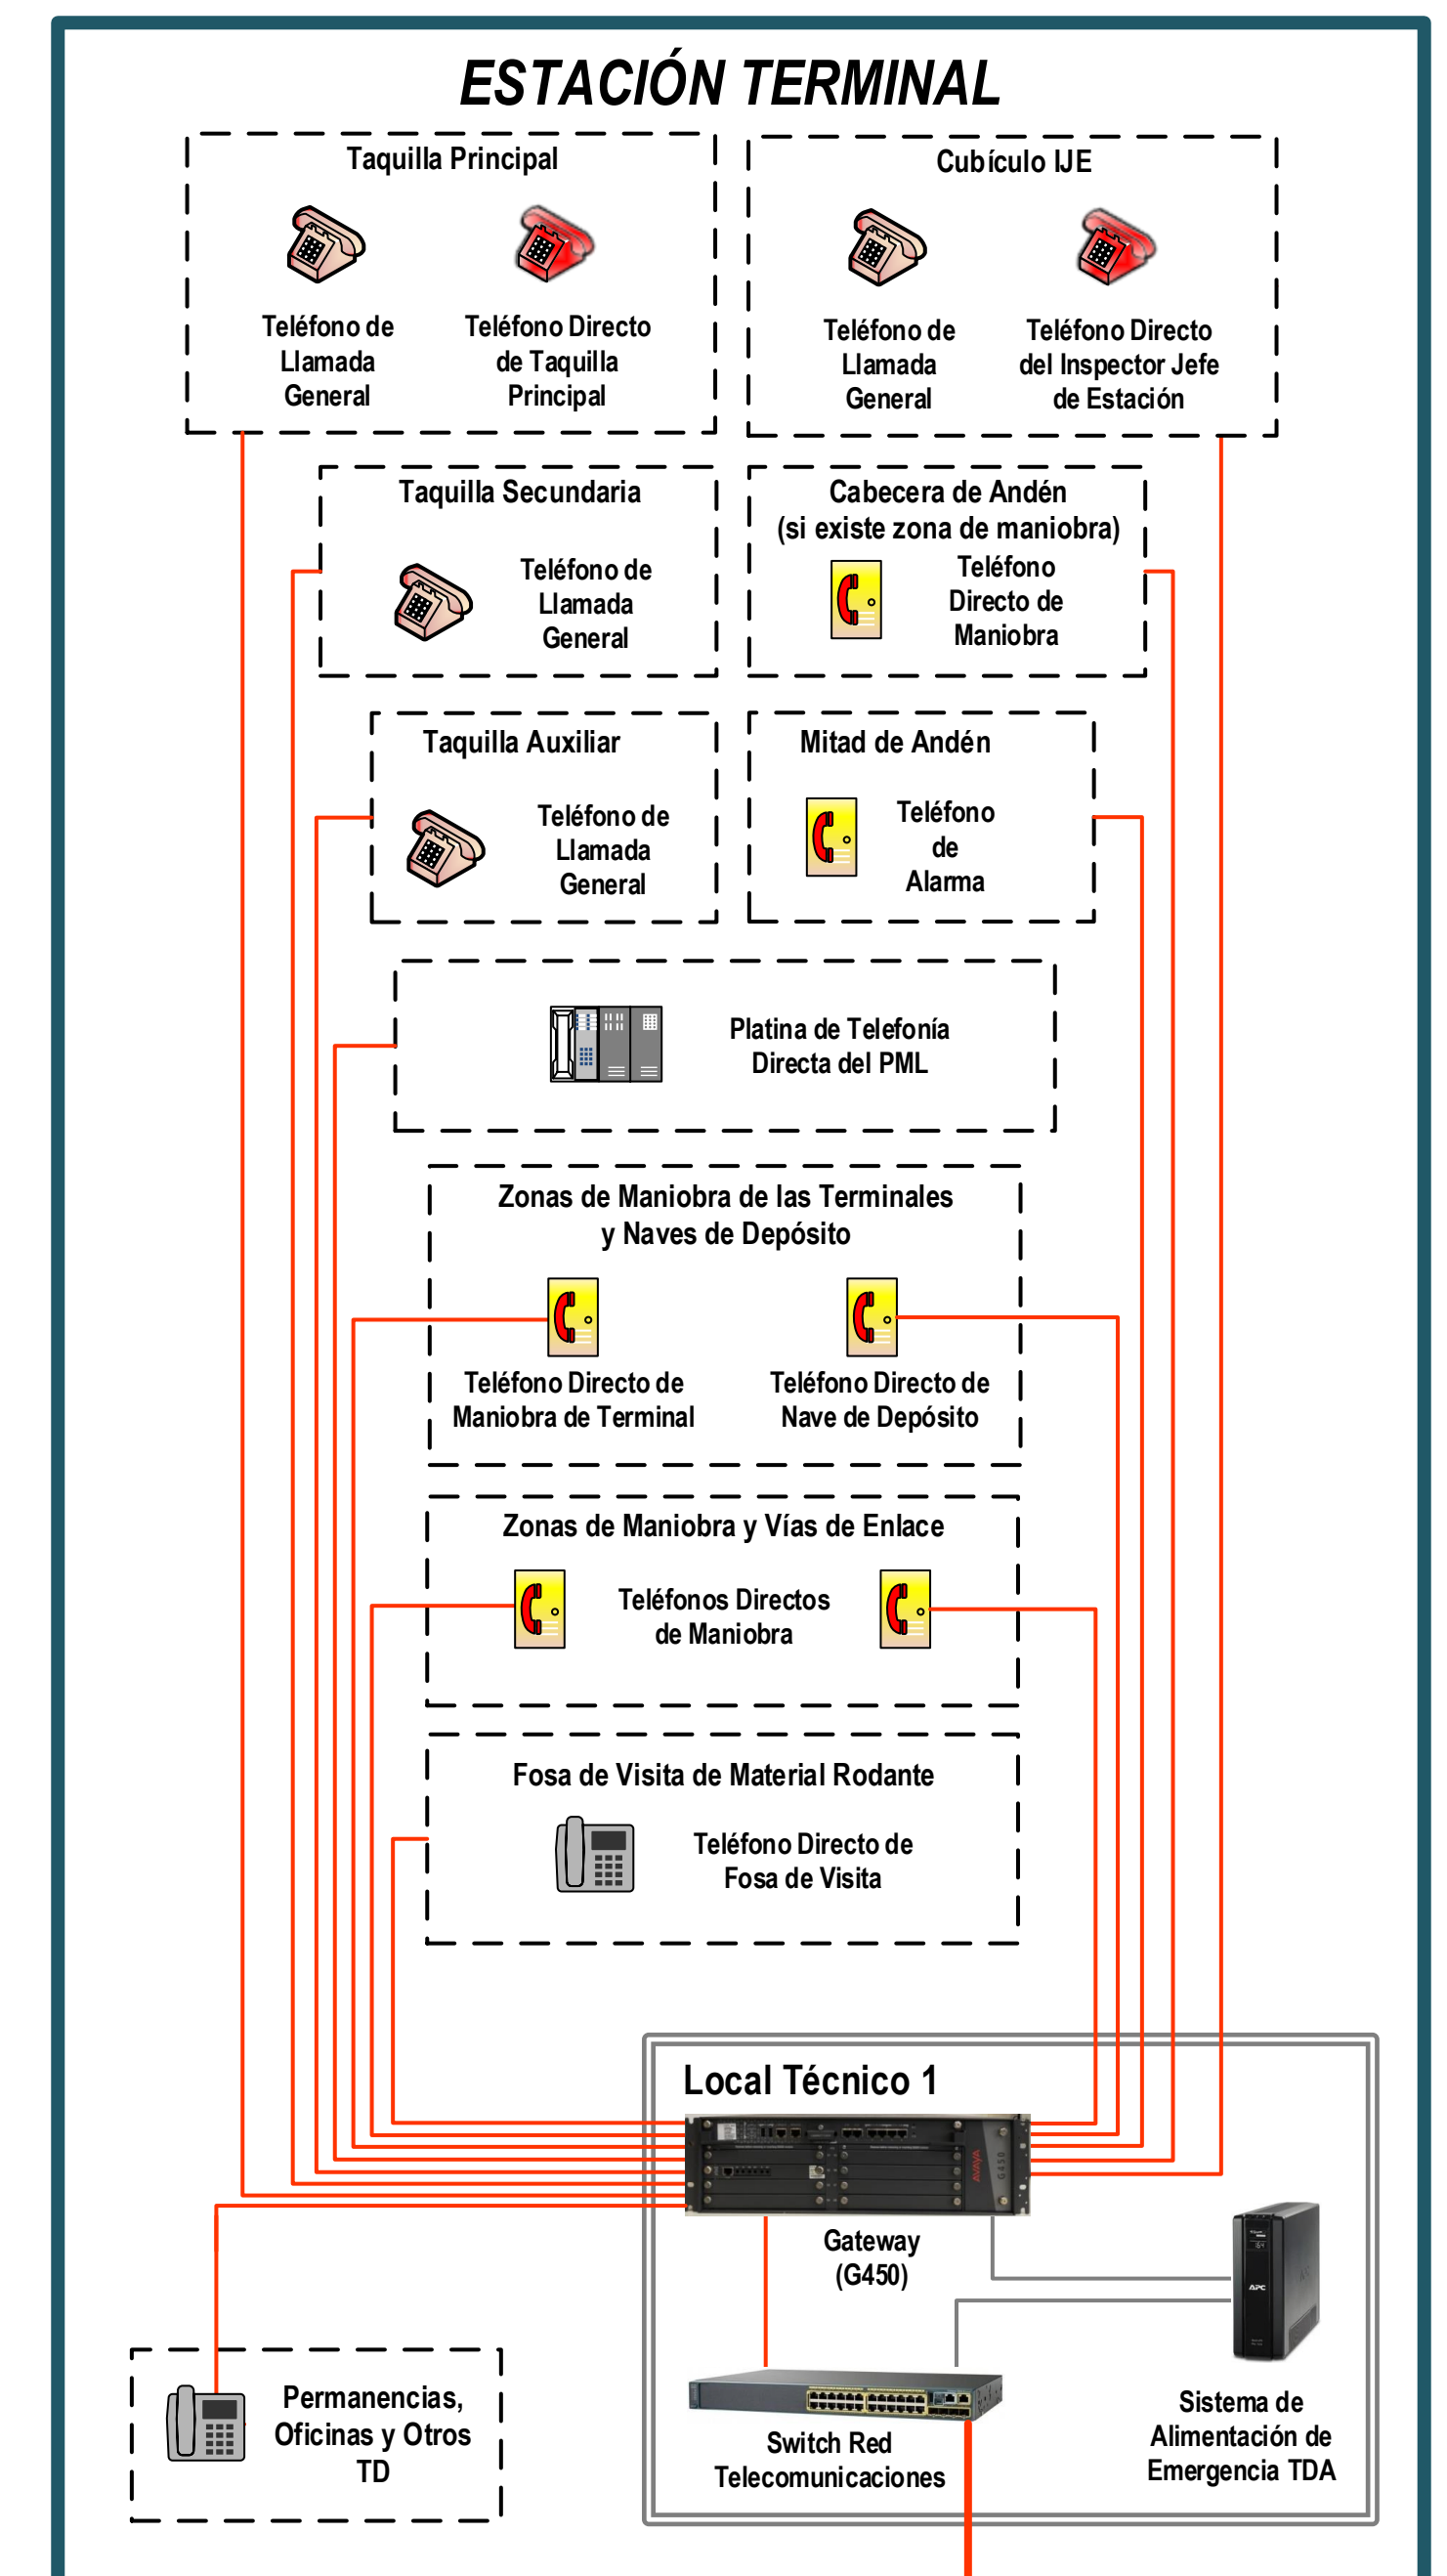 ESTACIÓN TERMINAL
Taquilla Principal
Teléfono de
Llamada
General
Teléfono Directo
de Taquilla
Principal
Cubículo IJE
Teléfono de
Llamada
General
Teléfono Directo
del Inspector Jefe
de Estación
Taquilla Secundaria
Teléfono de
Llamada
General
Cabecera de Andén
(si existe zona de maniobra)
Teléfono
Directo de
Maniobra
Taquilla Auxiliar
Teléfono de
Llamada
General
Mitad de Andén
Teléfono
de
Alarma
Platina de Telefonía
Directa del PML
Zonas de Maniobra de las Terminales
y Naves de Depósito
Teléfono Directo de
Maniobra de Terminal
Teléfono Directo de
Nave de Depósito
Zonas de Maniobra y Vías de Enlace
Teléfonos Directos
de Maniobra
Fosa de Visita de Material Rodante
Teléfono Directo de
Fosa de Visita
Local Técnico 1
AVAYA
G450
Gateway
(G450)
APC
Switch Red
Telecomunicaciones
Sistema de
Alimentación de
Emergencia TDA
Permanencias,
Oficinas y Otros
TD